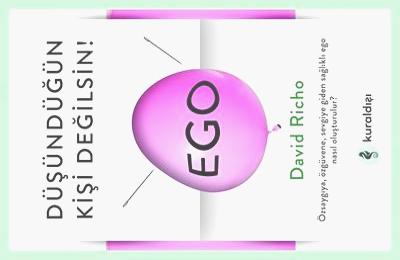 DÜŞÜNDÜĞÜN
KİŞİ DEĞİLSİN!
EGO
David Richo
Özsaygıya, özgüvene, sevgiye giden sağlıklı ego
nasıl oluşturulur?
kuraldışı